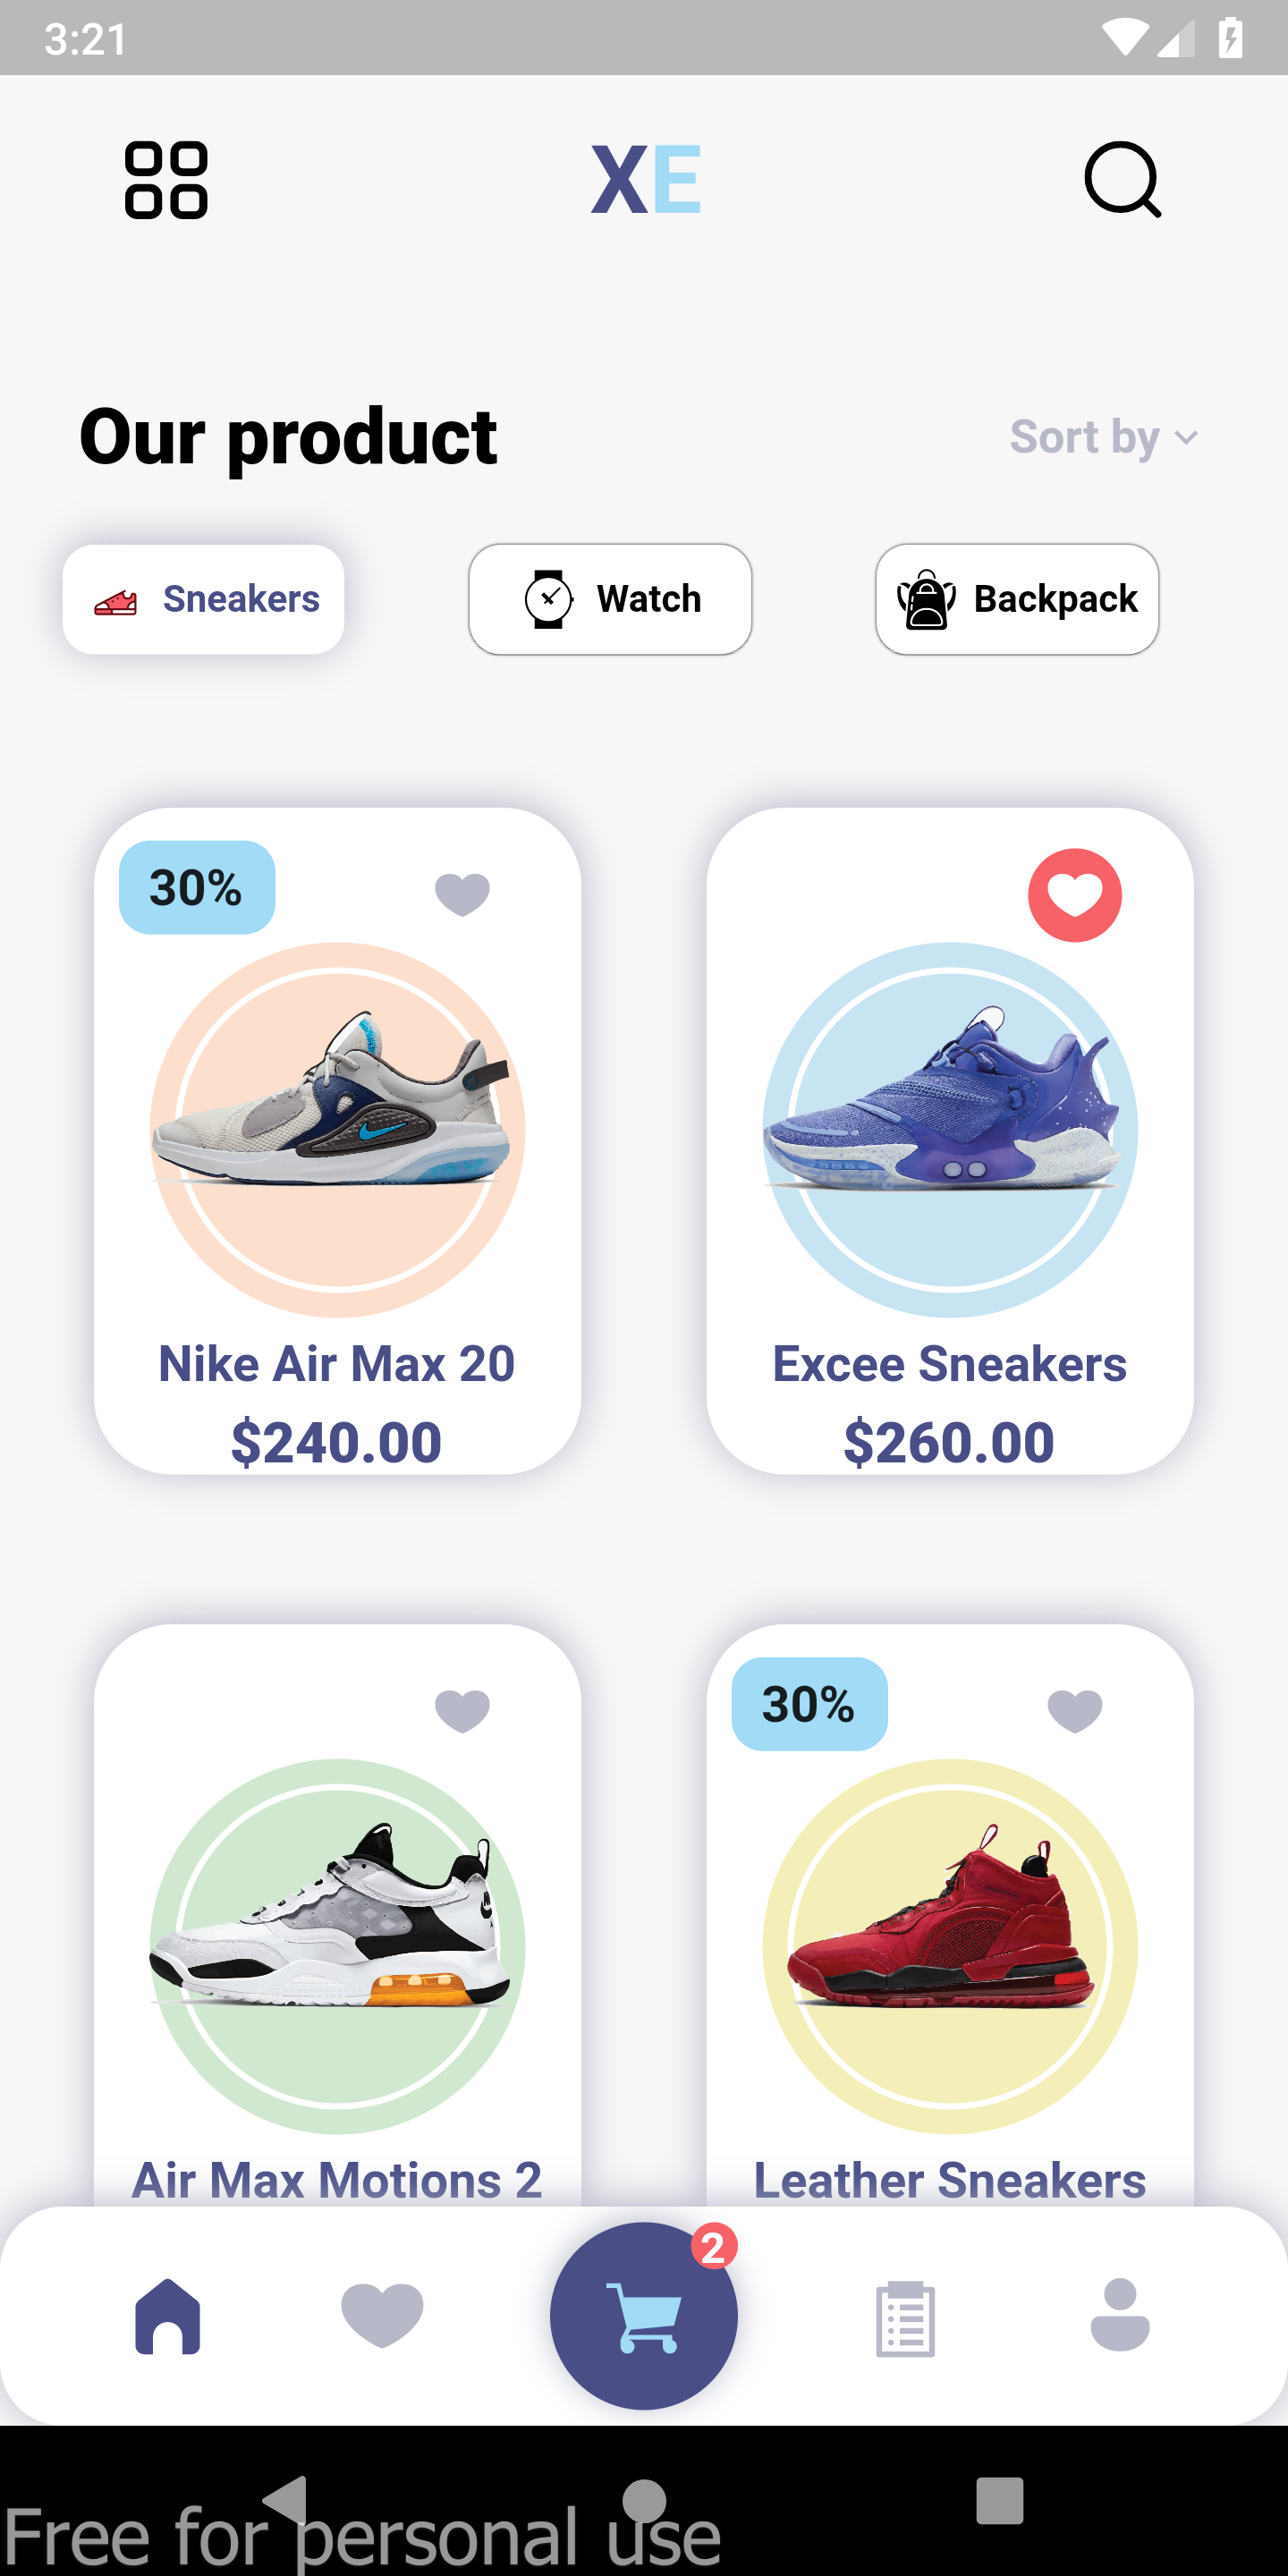 3:21
XE
Our product
Sort by
Sneakers
Watch
Backpack
30%
Nike Air Max 20
$240.00
Excee Sneakers
$260.00
30%
Air Max Motions 2
Leather Sneakers
2
Free for personal use